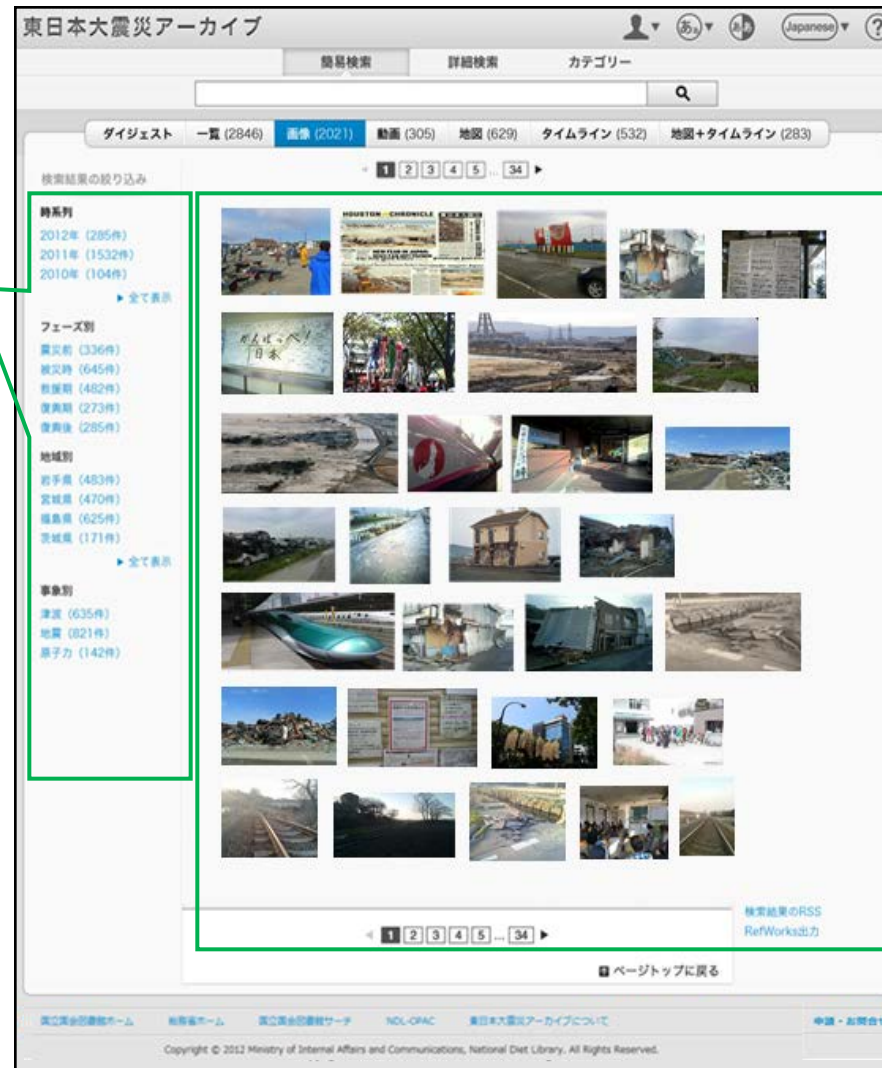 東日本大震災アーカイブ
(Japanese)
?
簡易検索 詳細検索 カテゴリー
ダイジェスト 一覧 (2846) 画像 (2021) 動画 (305) 地図 (629) タイムライン (532) 地図+タイムライン (283)
検索結果の絞り込み
1 2 3 4 5 ... 34
時系列
2012年 (285件)
2011年 (1532件)
2010年 (104件)
全て表示
フェーズ別
震災前 (336件)
被災時 (645件)
救援期 (482件)
復興期 (273件)
復興後 (285件)
地域別
岩手県 (483件)
宮城県 (470件)
福島県 (625件)
茨城県 (171件)
全て表示
事象別
津波 (635件)
地震 (821件)
原子力 (142件)
HOUSTON CHRONICLE
がんばっぺ!
日本
検索結果のRSS
RefWorks出力
1 2 3 4 5 ... 34
ページトップに戻る
国立国会図書館ホーム 総務省ホーム 国立国会図書館サーチ NDL-OPAC 東日本大震災アーカイブについて 申請・お問合せ
Copyright © 2012 Ministry of Internal Affairs and Communications, National Diet Library. All Rights Reserved.